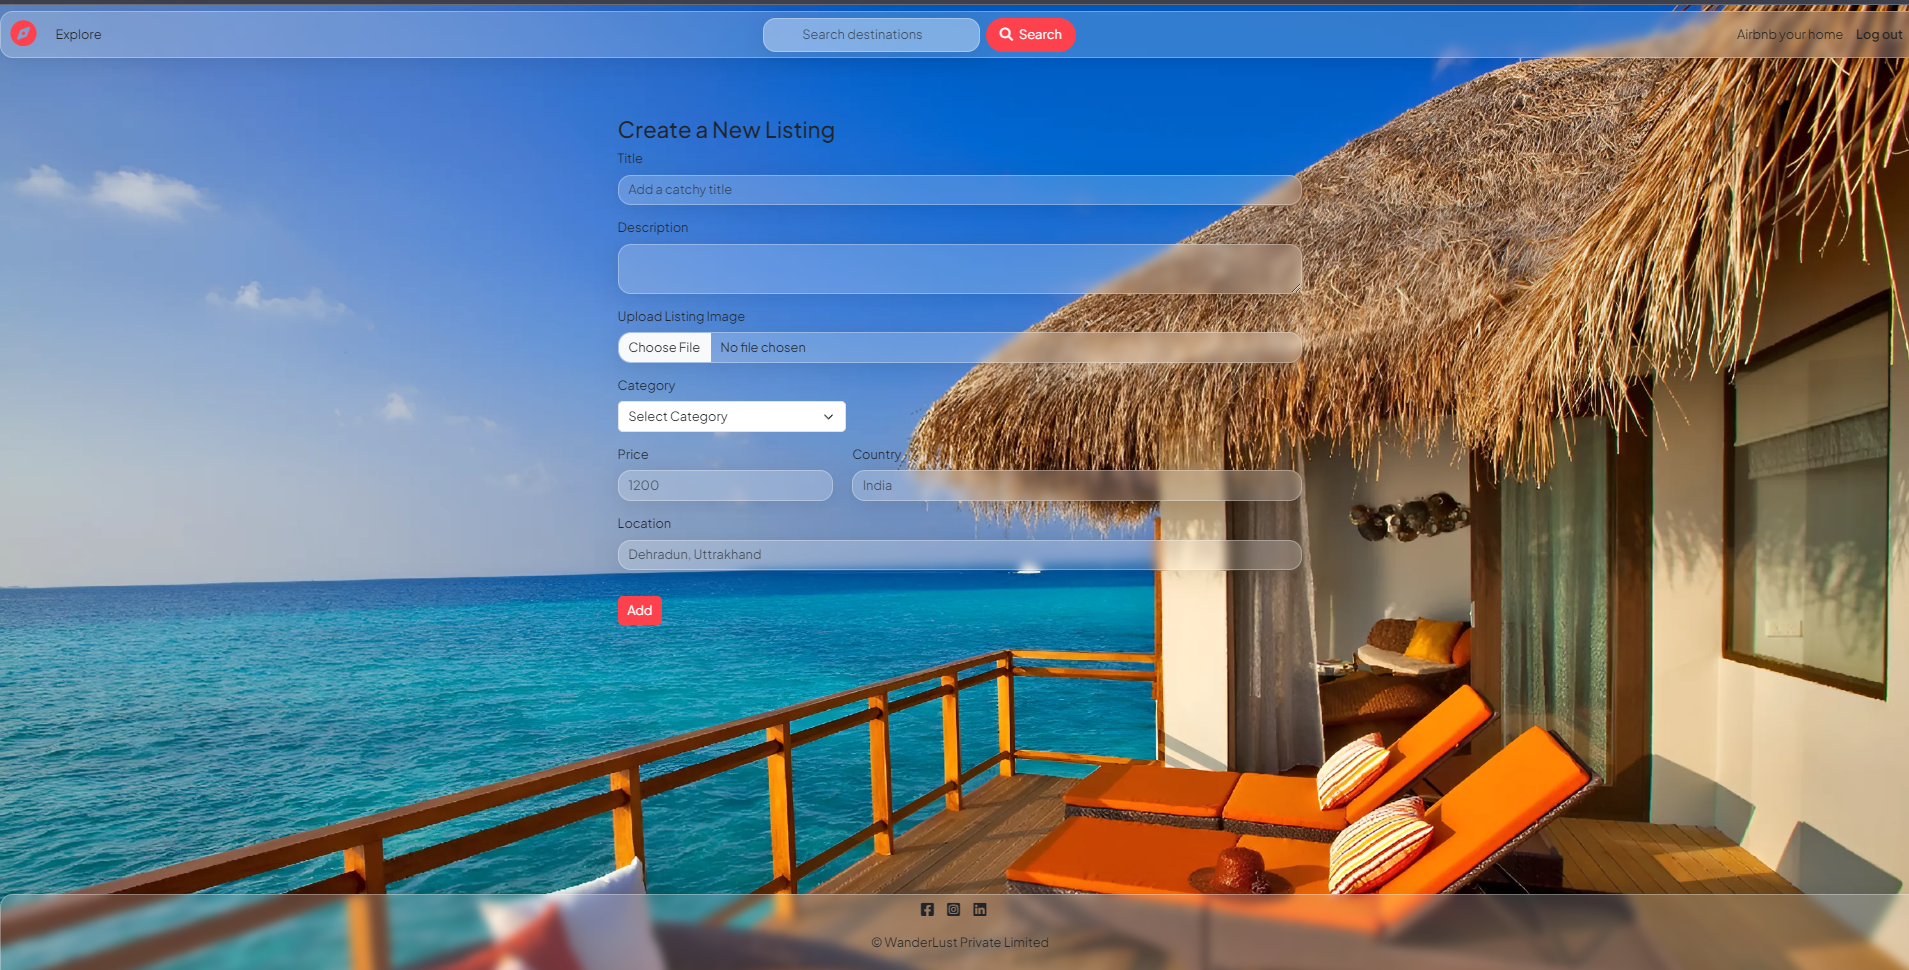 Explore
Search destinations
Search
Airbnb your home
Log out
Create a New Listing
Title
Add a catchy title
Description
Upload Listing Image
Choose File
No file chosen
Category
Select Category
Price
Country
1200
India
Location
Dehradun, Uttrakhand
Add
© WanderLust Private Limited